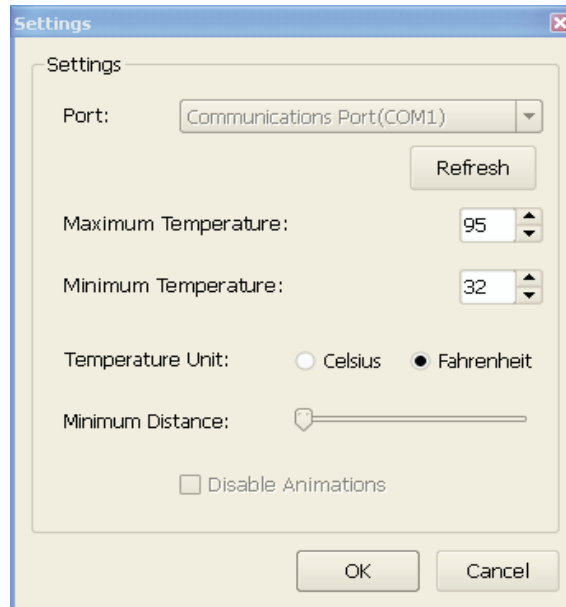 Settings
Settings
Port: Communications Port(COM1)
Refresh
Maximum Temperature: 95
Minimum Temperature: 32
Temperature Unit: Celsius Fahrenheit
Minimum Distance:
Disable Animations
OK Cancel